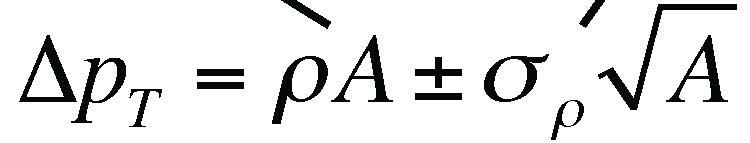 Δp_T = ρA ± σ_ρ √A